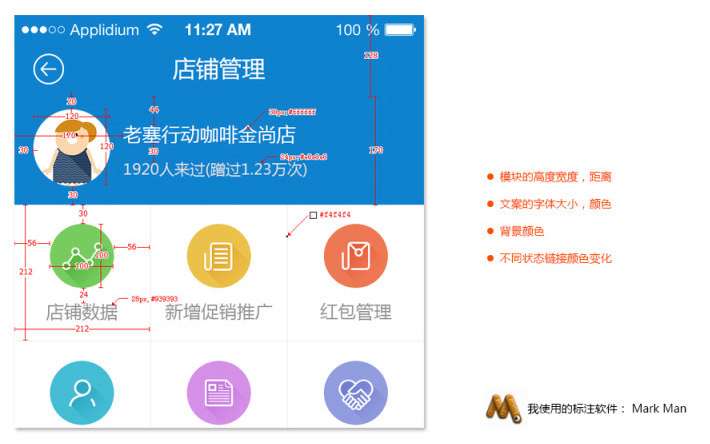 Applidium 11:27 AM 100 %
128
店铺管理
20
120
44
30px,#ffffff
170
老塞行动咖啡金尚店
30
120
30
170
24px,#e0e0e0
1920人来过(蹭过1.23万次)
30
模块的高度宽度，距离
文案的字体大小，颜色
背景颜色
不同状态链接颜色变化
30
#f4f4f4
56
56
100
100
212
24
28px,#939393
店铺数据
新增促销推广
红包管理
212
我使用的标注软件： Mark Man